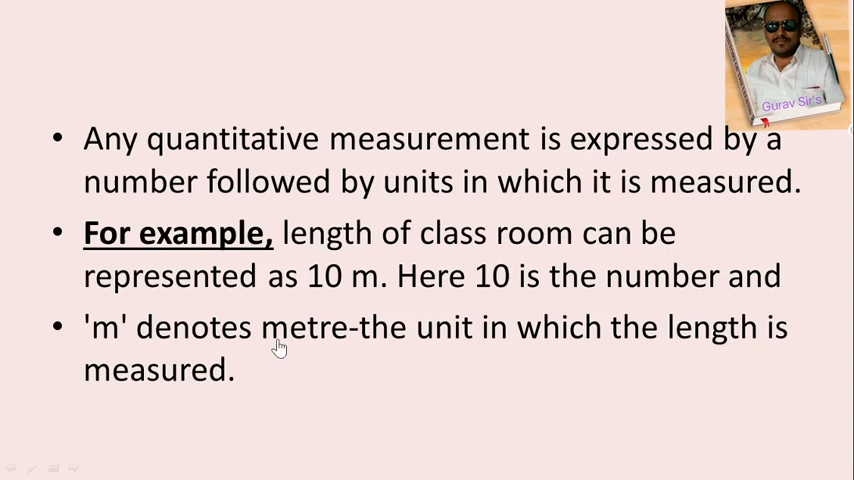 Gurav Sir's
• Any quantitative measurement is expressed by a
number followed by units in which it is measured.
• For example, length of class room can be
represented as 10 m. Here 10 is the number and
• 'm' denotes metre-the unit in which the length is
measured.